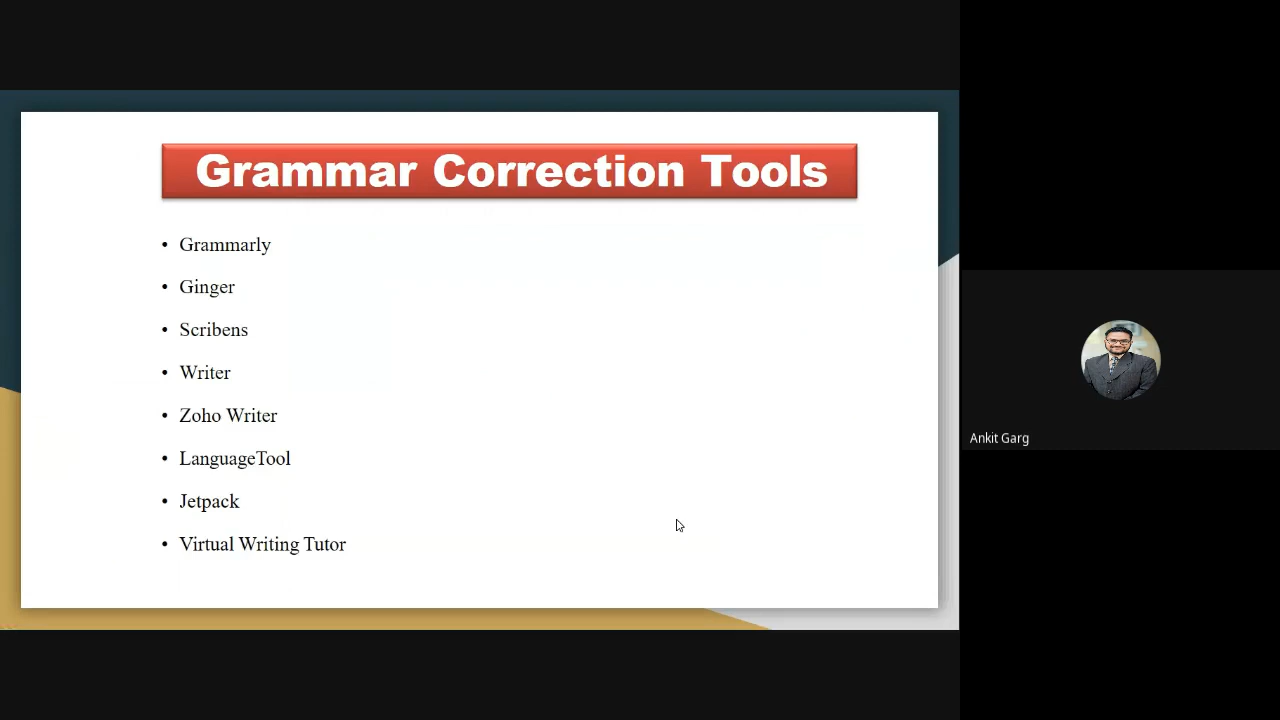 Grammar Correction Tools
• Grammarly
• Ginger
• Scribens
• Writer
• Zoho Writer
• LanguageTool
• Jetpack
• Virtual Writing Tutor
Ankit Garg